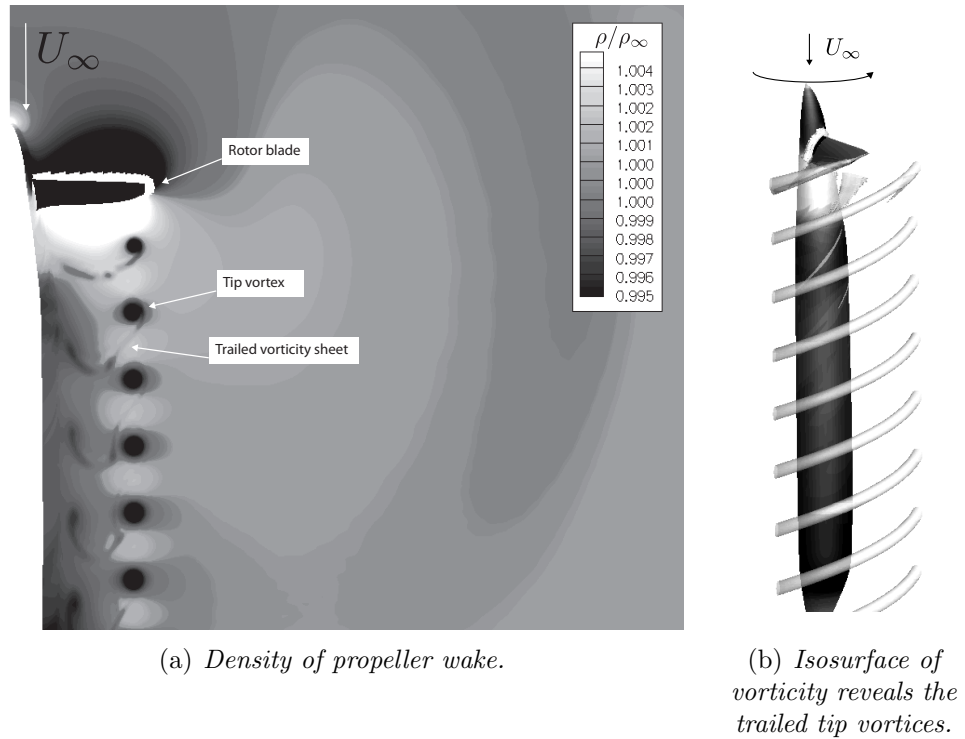 U∞
ρ/ρ∞
1.004
1.003
1.002
1.002
1.001
1.000
1.000
1.000
0.999
0.998
0.997
0.996
0.995
Rotor blade
Tip vortex
Trailed vorticity sheet
(a) Density of propeller wake.
U∞
(b) Isosurface of
vorticity reveals the
trailed tip vortices.